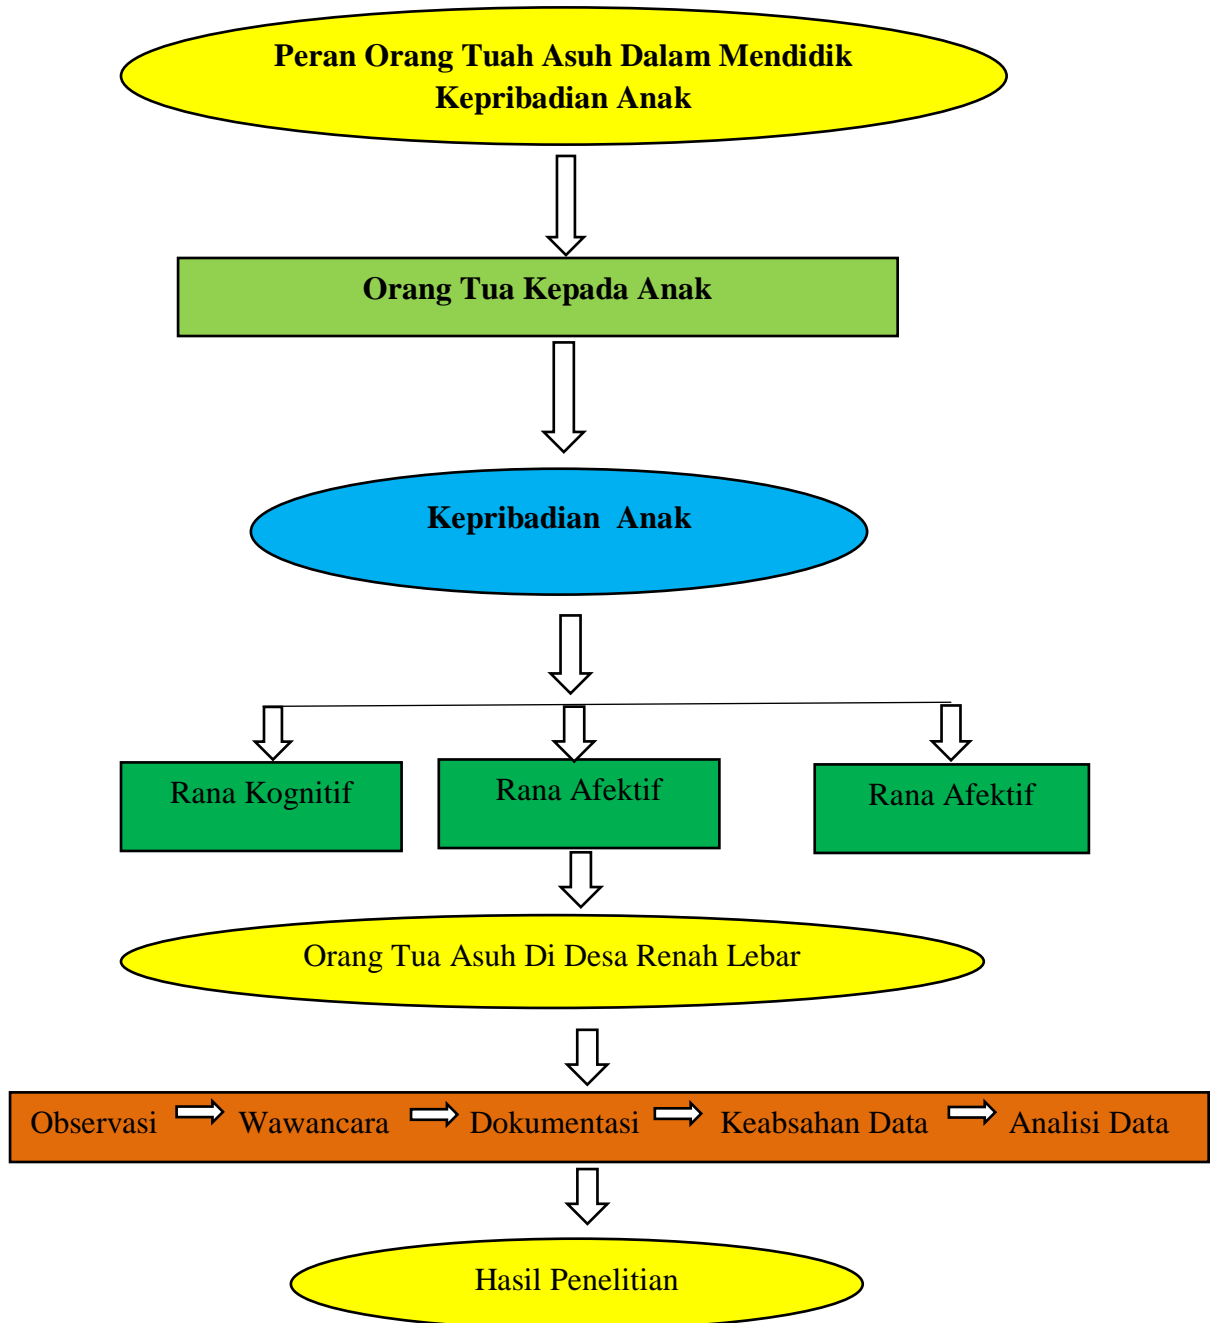 Peran Orang Tuah Asuh Dalam Mendidik
Kepribadian Anak
Orang Tua Kepada Anak
Kepribadian  Anak
Rana Kognitif
Rana Afektif
Rana Afektif
Orang Tua Asuh Di Desa Renah Lebar
Observasi Wawancara Dokumentasi Keabsahan Data Analisi Data
Hasil Penelitian